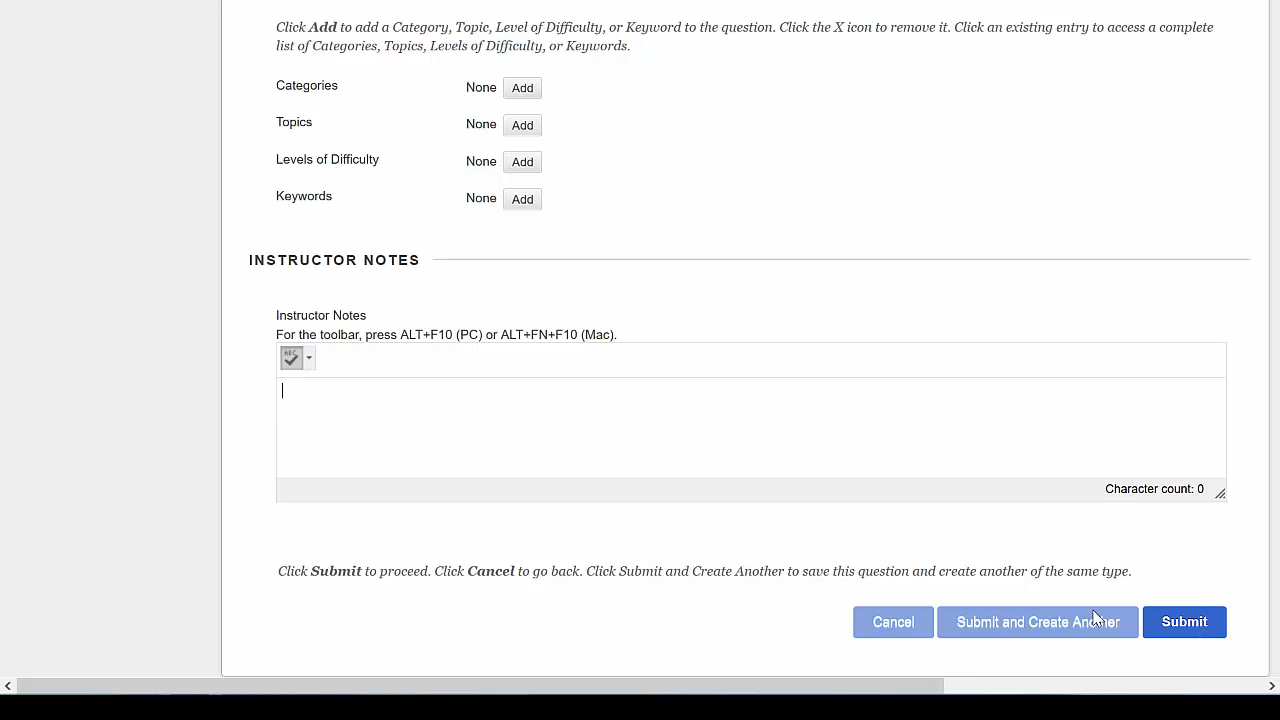 Click Add to add a Category, Topic, Level of Difficulty, or Keyword to the question. Click the X icon to remove it. Click an existing entry to access a complete
list of Categories, Topics, Levels of Difficulty, or Keywords.
Categories None Add
Topics None Add
Levels of Difficulty None Add
Keywords None Add
INSTRUCTOR NOTES
Instructor Notes
For the toolbar, press ALT+F10 (PC) or ALT+FN+F10 (Mac).
ABC
Character count: 0
Click Submit to proceed. Click Cancel to go back. Click Submit and Create Another to save this question and create another of the same type.
Cancel Submit and Create Another Submit